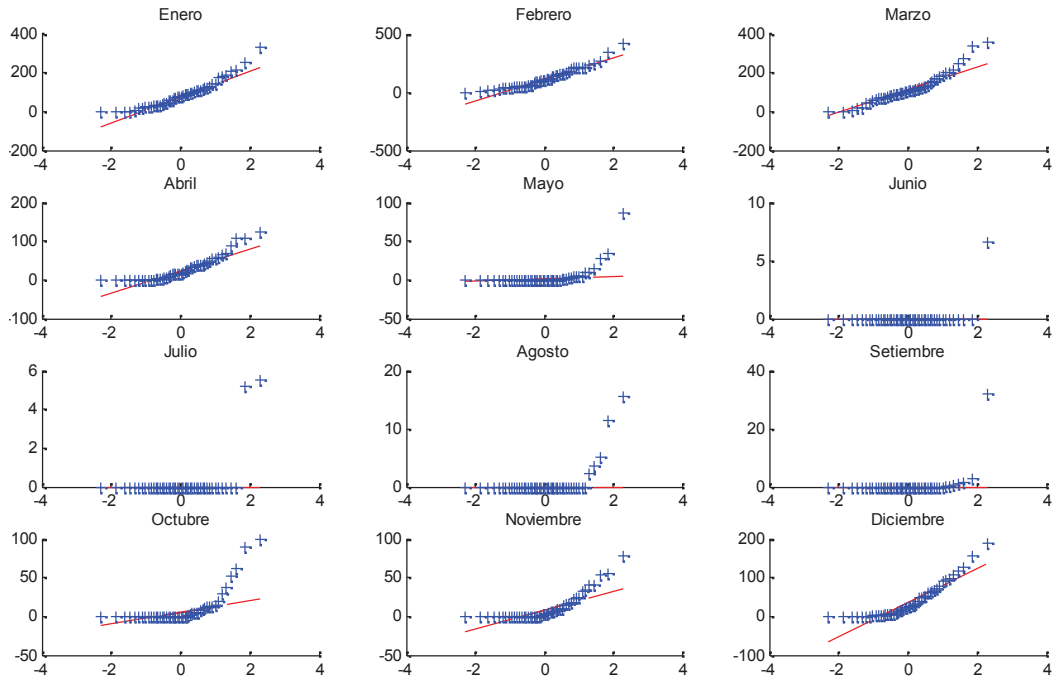 Enero Febrero Marzo
400 500 400
200 200
0 0 0
-200 -500 -200
-4 -2 0 2 4 -4 -2 0 2 4 -4 -2 0 2 4
Abril Mayo Junio
200 100 10
100 50 5
0 0
-100 -50 0
-4 -2 0 2 4 -4 -2 0 2 4 -4 -2 0 2 4
Julio Agosto Setiembre
6 20 40
4 10 20
2
0 0 0
-4 -2 0 2 4 -4 -2 0 2 4 -4 -2 0 2 4
Octubre Noviembre Diciembre
100 100 200
50 50 100
0 0 0
-50 -50 -100
-4 -2 0 2 4 -4 -2 0 2 4 -4 -2 0 2 4